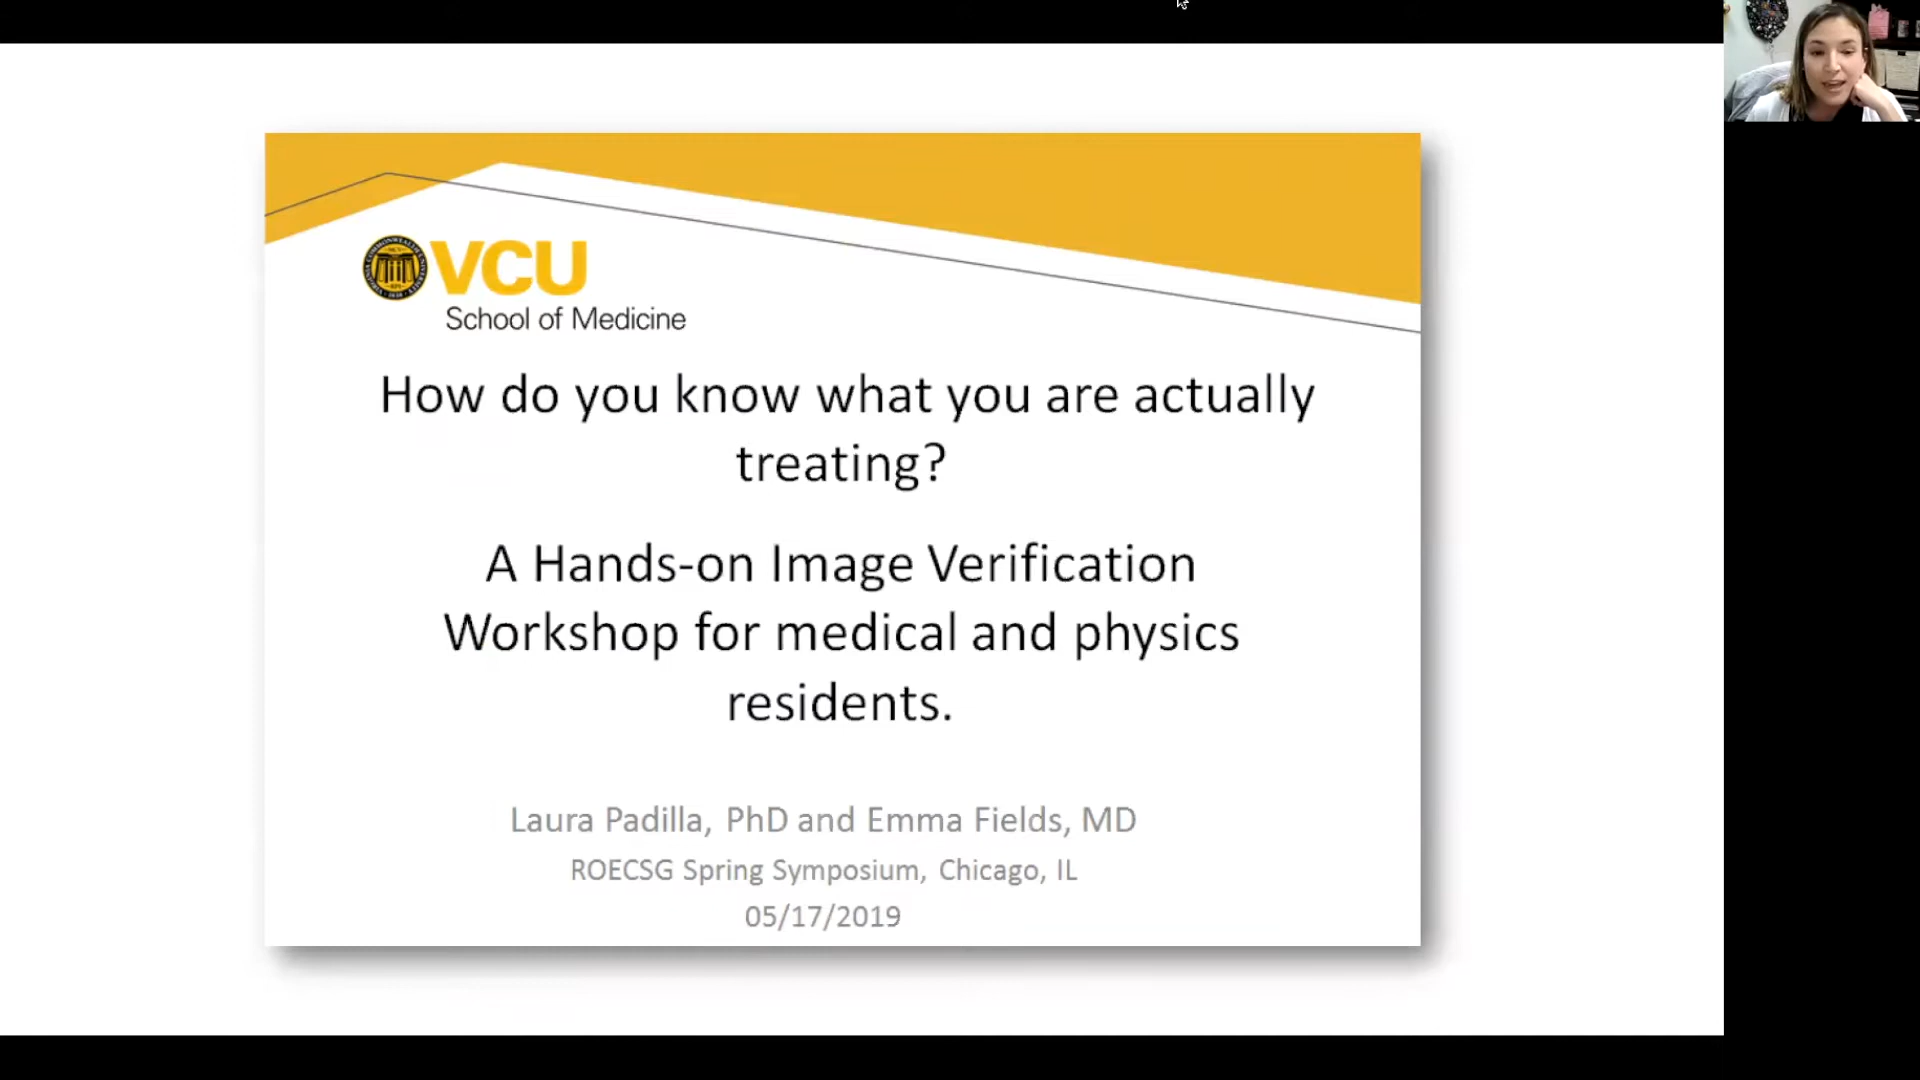 VCU
School of Medicine
How do you know what you are actually
treating?
A Hands-on Image Verification
Workshop for medical and physics
residents.
Laura Padilla, PhD and Emma Fields, MD
ROECSG Spring Symposium, Chicago, IL
05/17/2019